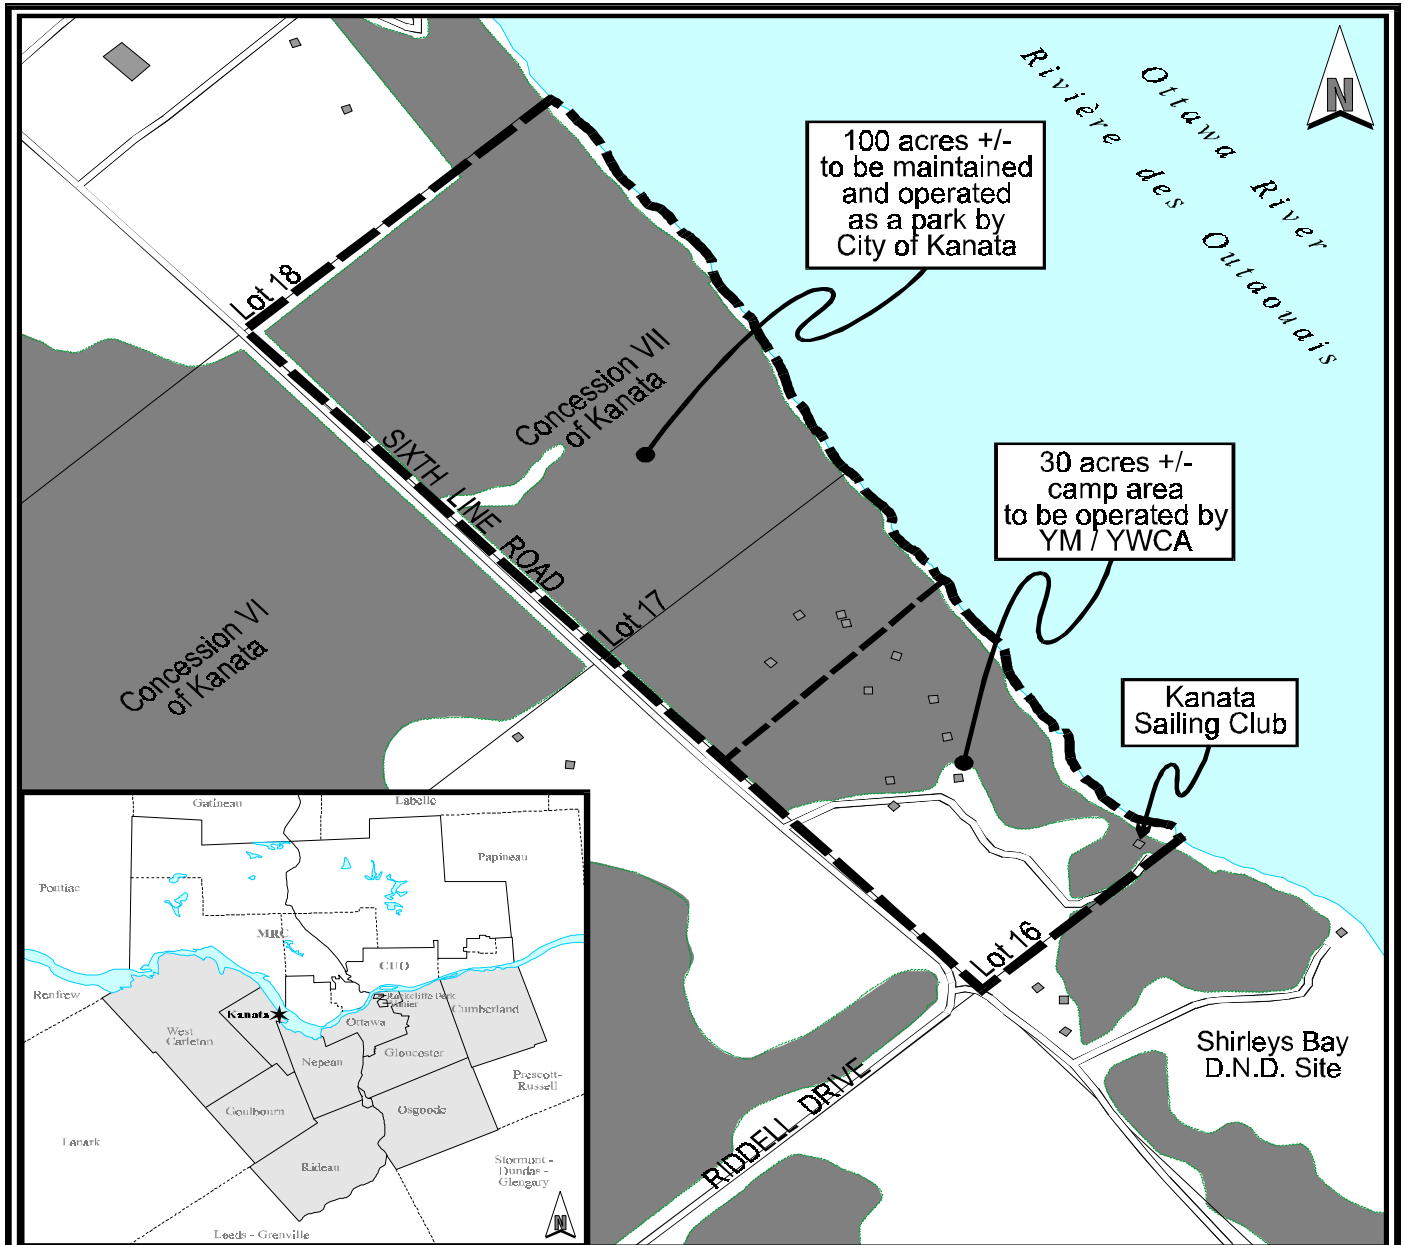 N
Ottawa River
Rivière des Outaouais
100 acres +/-
to be maintained
and operated
as a park by
City of Kanata
Lot 18
Concession VII
of Kanata
SIXTH LINE ROAD
30 acres +/-
camp area
to be operated by
YM / YWCA
Lot 17
Concession VI
of Kanata
Kanata
Sailing Club
Lot 16
Shirleys Bay
D.N.D. Site
RIDDELL DRIVE
Gatineau
Labelle
Papineau
Pontiac
MRC
CUO
Renfrew
Rockcliffe Park
Vanier
Kanata
Ottawa
Cumberland
West
Carleton
Nepean
Gloucester
Prescott-
Russell
Goulbourn
Osgoode
Lanark
Rideau
Stormont -
Dundas -
Glengary
Leeds - Grenville
N